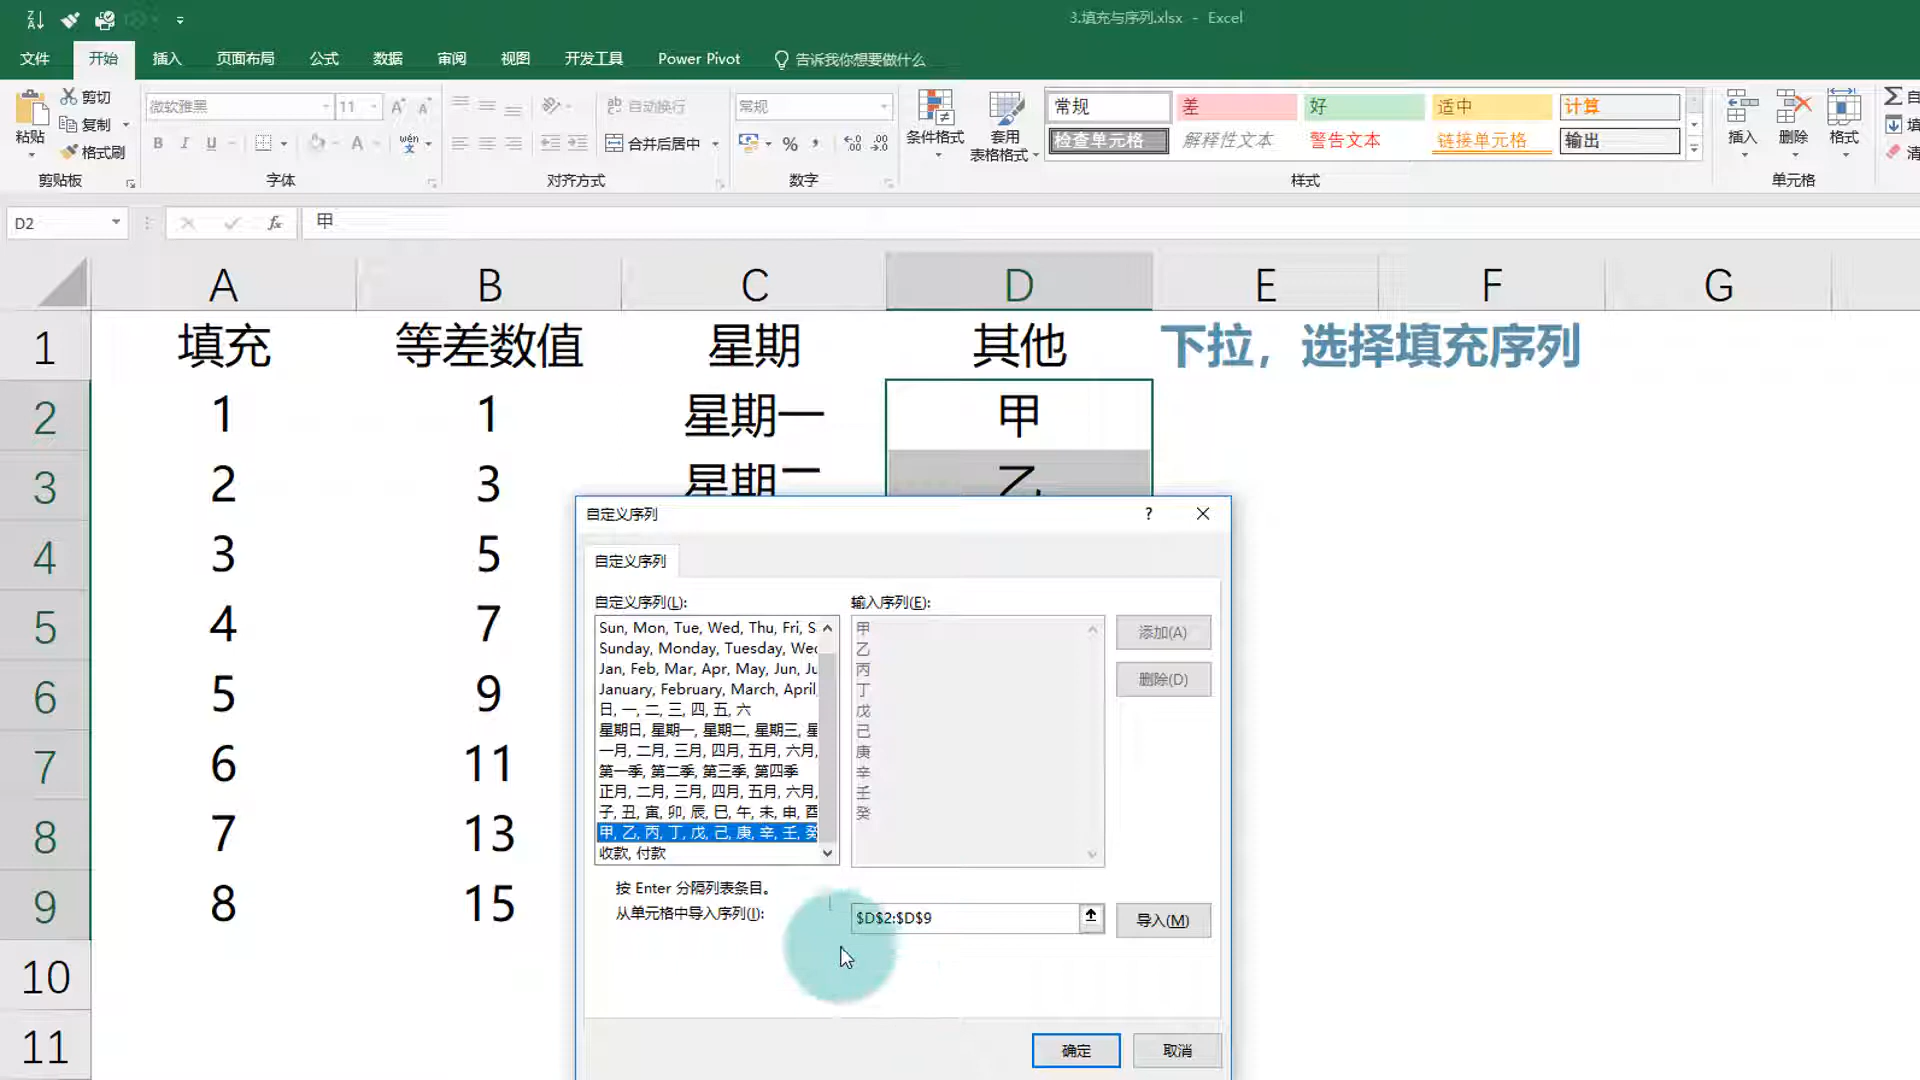 3.填充与序列.xlsx - Excel
文件 开始 插入 页面布局 公式 数据 审阅 视图 开发工具 Power Pivot 告诉我你想要做什么
粘贴 剪切 复制 格式刷 剪贴板
微软雅黑 11 B I U A wén 文 字体
ab 自动换行 合并后居中 对齐方式
常规 % , 数字
条件格式 套用 表格格式
常规 差 好 适中 计算
检查单元格 解释性文本 警告文本 链接单元格 输出
样式
插入 删除 格式 单元格
D2 fx 甲
A B C D E F G
1 填充 等差数值 星期 其他 下拉，选择填充序列
2 1 1 星期一 甲
3 2 3 星期二 乙
4 3 5
5 4 7
6 5 9
7 6 11
8 7 13
9 8 15
10
11
自定义序列 ?
自定义序列
自定义序列(L):
Sun, Mon, Tue, Wed, Thu, Fri, S
Sunday, Monday, Tuesday, Wed
Jan, Feb, Mar, Apr, May, Jun, Ju
January, February, March, April,
日, 一, 二, 三, 四, 五, 六
星期日, 星期一, 星期二, 星期三, 星
一月, 二月, 三月, 四月, 五月, 六月,
第一季, 第二季, 第三季, 第四季
正月, 二月, 三月, 四月, 五月, 六月,
子, 丑, 寅, 卯, 辰, 巳, 午, 未, 申, 酉
甲, 乙, 丙, 丁, 戊, 己, 庚, 辛, 壬, 癸
收款, 付款
输入序列(E):
甲
乙
丙
丁
戊
己
庚
辛
壬
癸
添加(A)
删除(D)
按 Enter 分隔列表条目。
从单元格中导入序列(I):
$D$2:$D$9
导入(M)
确定 取消